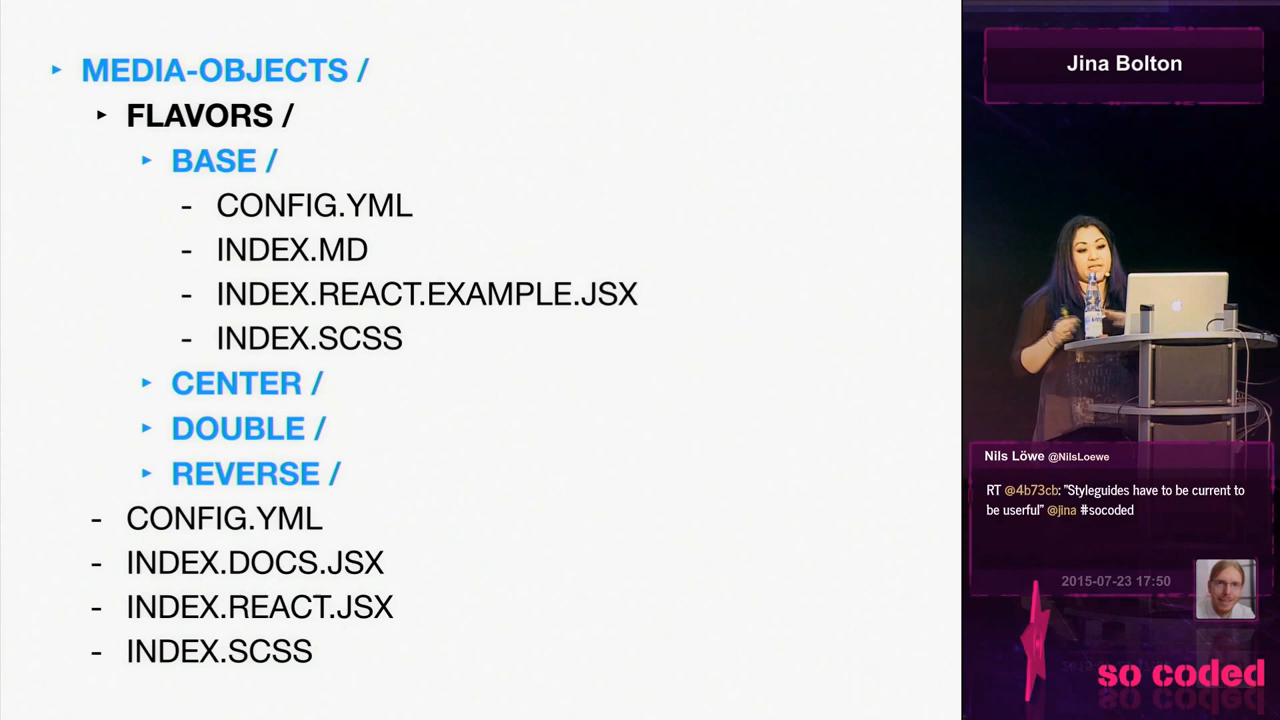 MEDIA-OBJECTS /
FLAVORS /
BASE /
- CONFIG.YML
- INDEX.MD
- INDEX.REACT.EXAMPLE.JSX
- INDEX.SCSS
CENTER /
DOUBLE /
REVERSE /
- CONFIG.YML
- INDEX.DOCS.JSX
- INDEX.REACT.JSX
- INDEX.SCSS
Jina Bolton
Nils Löwe @NilsLoewe
RT @4b73cb: "Styleguides have to be current to
be userful" @jina #socoded
2015-07-23 17:50
so coded